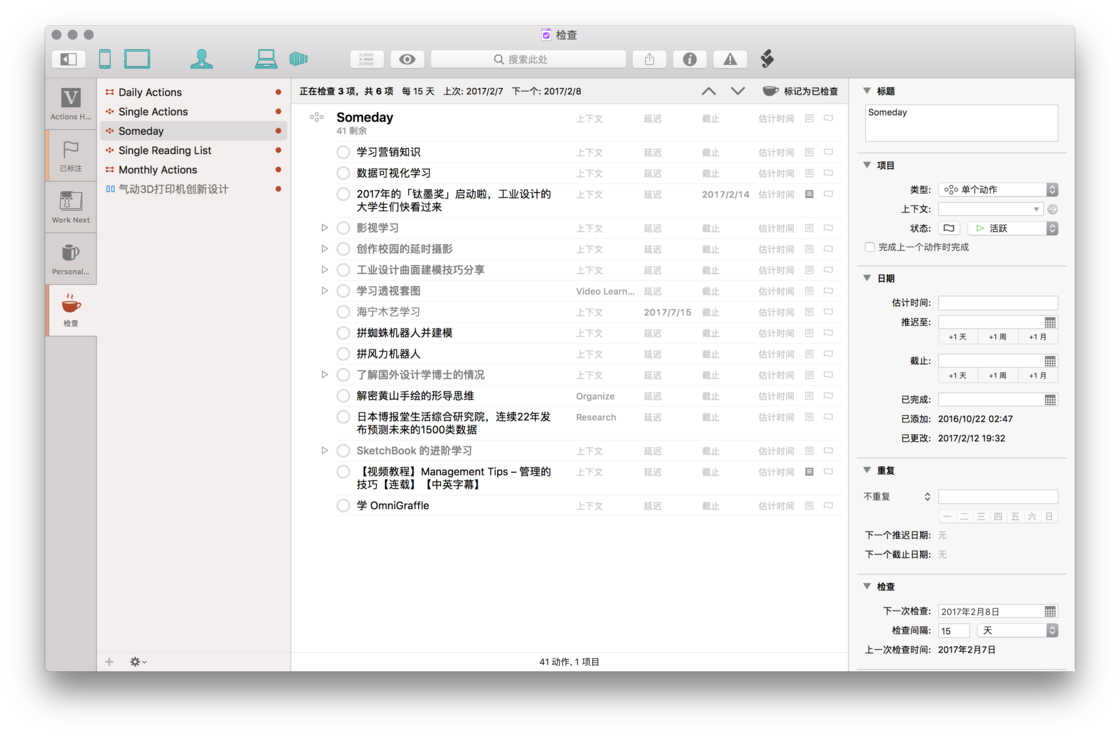 检查
搜索此处
Actions H...
已标注
Work Next
Personal...
检查
Daily Actions
Single Actions
Someday
Single Reading List
Monthly Actions
气动3D打印机创新设计
正在检查 3 项，共 6 项 每 15 天 上次: 2017/2/7 下一个: 2017/2/8 标记为已检查
Someday 上下文 延迟 截止 估计时间
41 剩余
学习营销知识 上下文 延迟 截止 估计时间
数据可视化学习 上下文 延迟 截止 估计时间
2017年的「钛墨奖」启动啦，工业设计的 上下文 延迟 2017/2/14 估计时间
大学生们快看过来
影视学习 上下文 延迟 截止 估计时间
创作校园的延时摄影 上下文 延迟 截止 估计时间
工业设计曲面建模技巧分享 上下文 延迟 截止 估计时间
学习透视套图 Video Learn... 延迟 截止 估计时间
海宁木艺学习 上下文 2017/7/15 截止 估计时间
拼蜘蛛机器人并建模 上下文 延迟 截止 估计时间
拼风力机器人 上下文 延迟 截止 估计时间
了解国外设计学博士的情况 上下文 延迟 截止 估计时间
解密黄山手绘的形导思维 Organize 延迟 截止 估计时间
日本博报堂生活综合研究院，连续22年发 Research 延迟 截止 估计时间
布预测未来的1500类数据
SketchBook 的进阶学习 上下文 延迟 截止 估计时间
【视频教程】Management Tips – 管理的 上下文 延迟 截止 估计时间
技巧【连载】【中英字幕】
学 OmniGraffle 上下文 延迟 截止 估计时间
41 动作, 1 项目
标题
Someday
项目
类型: 单个动作
上下文:
状态: 活跃
完成上一个动作时完成
日期
估计时间:
推迟至:
+1 天 +1 周 +1 月
截止:
+1 天 +1 周 +1 月
已完成:
已添加: 2016/10/22 02:47
已更改: 2017/2/12 19:32
重复
不重复
一 二 三 四 五 六 日
下一个推迟日期: 无
下一个截止日期: 无
检查
下一次检查: 2017年2月8日
检查间隔: 15 天
上一次检查时间: 2017年2月7日